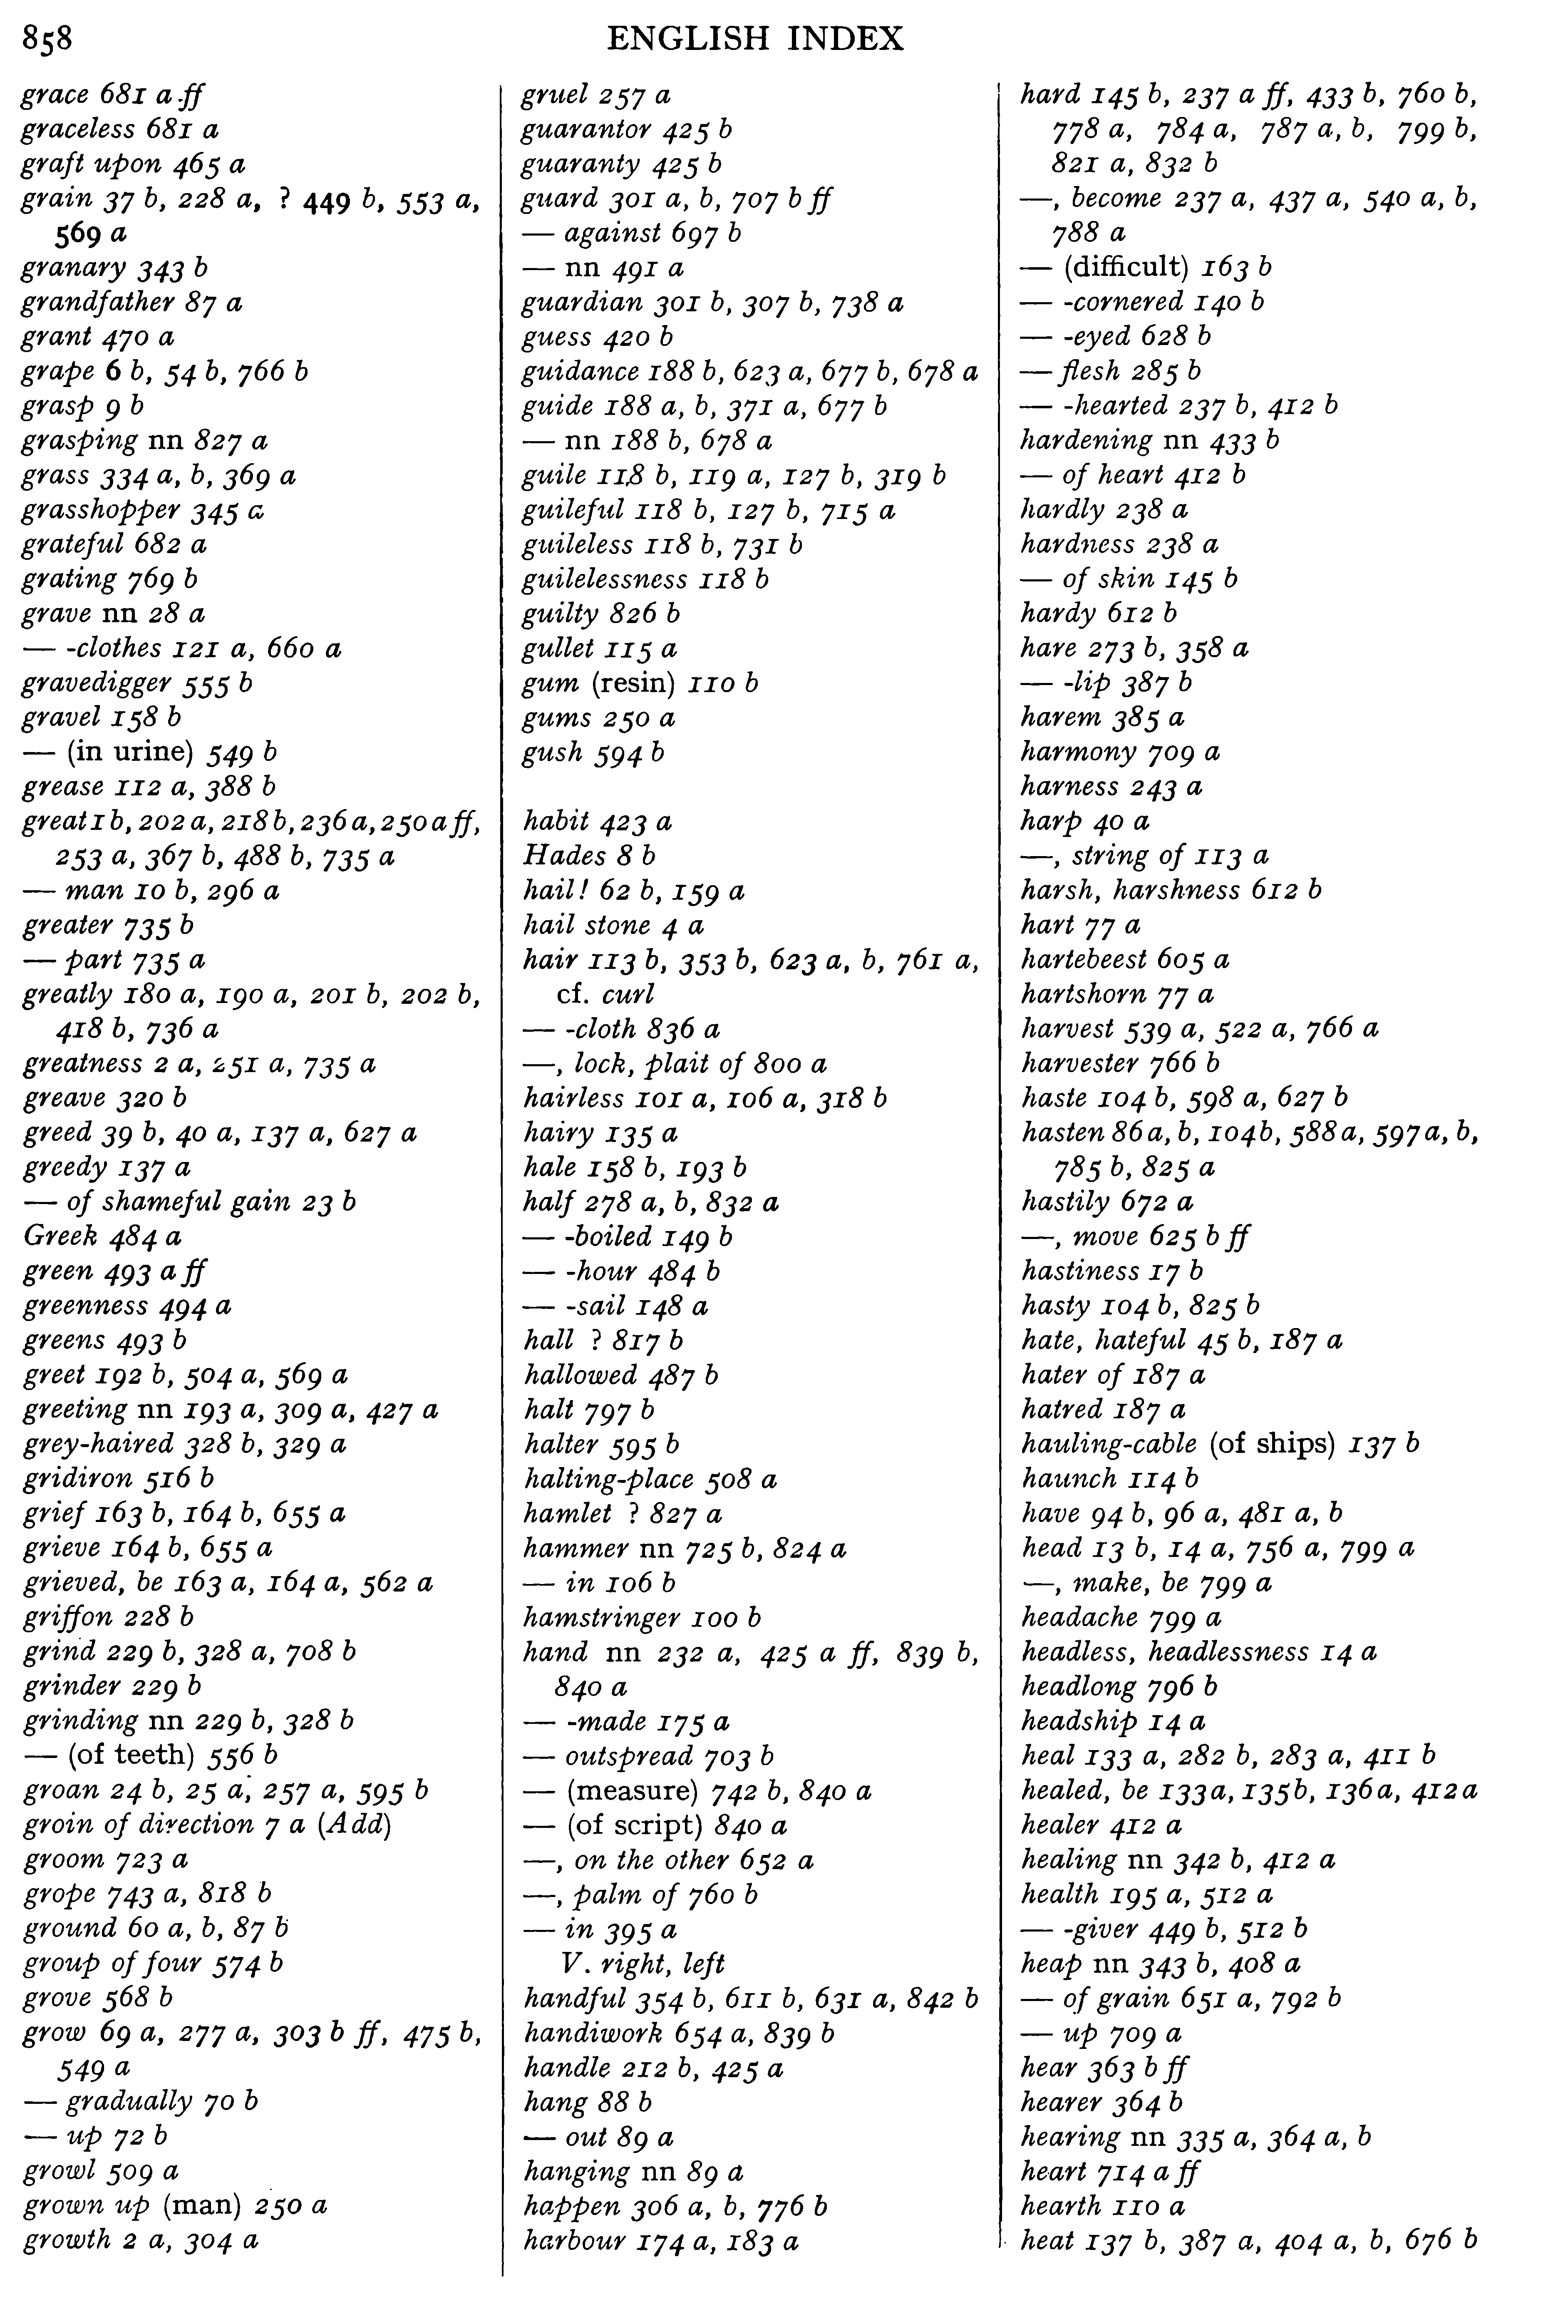 858
ENGLISH INDEX
grace 681 a ff
graceless 681 a
graft upon 465 a
grain 37 b, 228 a, ? 449 b, 553 a,
569 a
granary 343 b
grandfather 87 a
grant 470 a
grape 6 b, 54 b, 766 b
grasp 9 b
grasping nn 827 a
grass 334 a, b, 369 a
grasshopper 345 a
grateful 682 a
grating 769 b
grave nn 28 a
— -clothes 121 a, 660 a
gravedigger 555 b
gravel 158 b
— (in urine) 549 b
grease 112 a, 388 b
great 1 b, 202 a, 218 b, 236 a, 250 a ff,
253 a, 367 b, 488 b, 735 a
— man 10 b, 296 a
greater 735 b
— part 735 a
greatly 180 a, 190 a, 201 b, 202 b,
418 b, 736 a
greatness 2 a, 251 a, 735 a
greave 320 b
greed 39 b, 40 a, 137 a, 627 a
greedy 137 a
— of shameful gain 23 b
Greek 484 a
green 493 a ff
greenness 494 a
greens 493 b
greet 192 b, 504 a, 569 a
greeting nn 193 a, 309 a, 427 a
grey-haired 328 b, 329 a
gridiron 516 b
grief 163 b, 164 b, 655 a
grieve 164 b, 655 a
grieved, be 163 a, 164 a, 562 a
griffon 228 b
grind 229 b, 328 a, 708 b
grinder 229 b
grinding nn 229 b, 328 b
— (of teeth) 556 b
groan 24 b, 25 a, 257 a, 595 b
groin of direction 7 a (Add)
groom 723 a
grope 743 a, 818 b
ground 60 a, b, 87 b
group of four 574 b
grove 568 b
grow 69 a, 277 a, 303 b ff, 475 b,
549 a
— gradually 70 b
— up 72 b
growl 509 a
grown up (man) 250 a
growth 2 a, 304 a
gruel 257 a
guarantor 425 b
guaranty 425 b
guard 301 a, b, 707 b ff
— against 697 b
— nn 491 a
guardian 301 b, 307 b, 738 a
guess 420 b
guidance 188 b, 623 a, 677 b, 678 a
guide 188 a, b, 371 a, 677 b
— nn 188 b, 678 a
guile 118 b, 119 a, 127 b, 319 b
guileful 118 b, 127 b, 715 a
guileless 118 b, 731 b
guilelessness 118 b
guilty 826 b
gullet 115 a
gum (resin) 110 b
gums 250 a
gush 594 b
habit 423 a
Hades 8 b
hail! 62 b, 159 a
hail stone 4 a
hair 113 b, 353 b, 623 a, b, 761 a,
cf. curl
— -cloth 836 a
—, lock, plait of 800 a
hairless 101 a, 106 a, 318 b
hairy 135 a
hale 158 b, 193 b
half 278 a, b, 832 a
— -boiled 149 b
— -hour 484 b
— -sail 148 a
hall ? 817 b
hallowed 487 b
halt 797 b
halter 595 b
halting-place 508 a
hamlet ? 827 a
hammer nn 725 b, 824 a
— in 106 b
hamstringer 100 b
hand nn 232 a, 425 a ff, 839 b,
840 a
— -made 175 a
— outspread 703 b
— (measure) 742 b, 840 a
— (of script) 840 a
—, on the other 652 a
—, palm of 760 b
— in 395 a
V. right, left
handful 354 b, 611 b, 631 a, 842 b
handiwork 654 a, 839 b
handle 212 b, 425 a
hang 88 b
— out 89 a
hanging nn 89 a
happen 306 a, b, 776 b
harbour 174 a, 183 a
hard 145 b, 237 a ff, 433 b, 760 b,
778 a, 784 a, 787 a, b, 799 b,
821 a, 832 b
—, become 237 a, 437 a, 540 a, b,
788 a
— (difficult) 163 b
— -cornered 140 b
— -eyed 628 b
— flesh 285 b
— -hearted 237 b, 412 b
hardening nn 433 b
— of heart 412 b
hardly 238 a
hardness 238 a
— of skin 145 b
hardy 612 b
hare 273 b, 358 a
— -lip 387 b
harem 385 a
harmony 709 a
harness 243 a
harp 40 a
—, string of 113 a
harsh, harshness 612 b
hart 77 a
hartebeest 605 a
hartshorn 77 a
harvest 539 a, 522 a, 766 a
harvester 766 b
haste 104 b, 598 a, 627 b
hasten 86 a, b, 104 b, 588 a, 597 a, b,
785 b, 825 a
hastily 672 a
—, move 625 b ff
hastiness 17 b
hasty 104 b, 825 b
hate, hateful 45 b, 187 a
hater of 187 a
hatred 187 a
hauling-cable (of ships) 137 b
haunch 114 b
have 94 b, 96 a, 481 a, b
head 13 b, 14 a, 756 a, 799 a
—, make, be 799 a
headache 799 a
headless, headlessness 14 a
headlong 796 b
headship 14 a
heal 133 a, 282 b, 283 a, 411 b
healed, be 133 a, 135 b, 136 a, 412 a
healer 412 a
healing nn 342 b, 412 a
health 195 a, 512 a
— -giver 449 b, 512 b
heap nn 343 b, 408 a
— of grain 651 a, 792 b
— up 709 a
hear 363 b ff
hearer 364 b
hearing nn 335 a, 364 a, b
heart 714 a ff
hearth 110 a
heat 137 b, 387 a, 404 a, b, 676 b